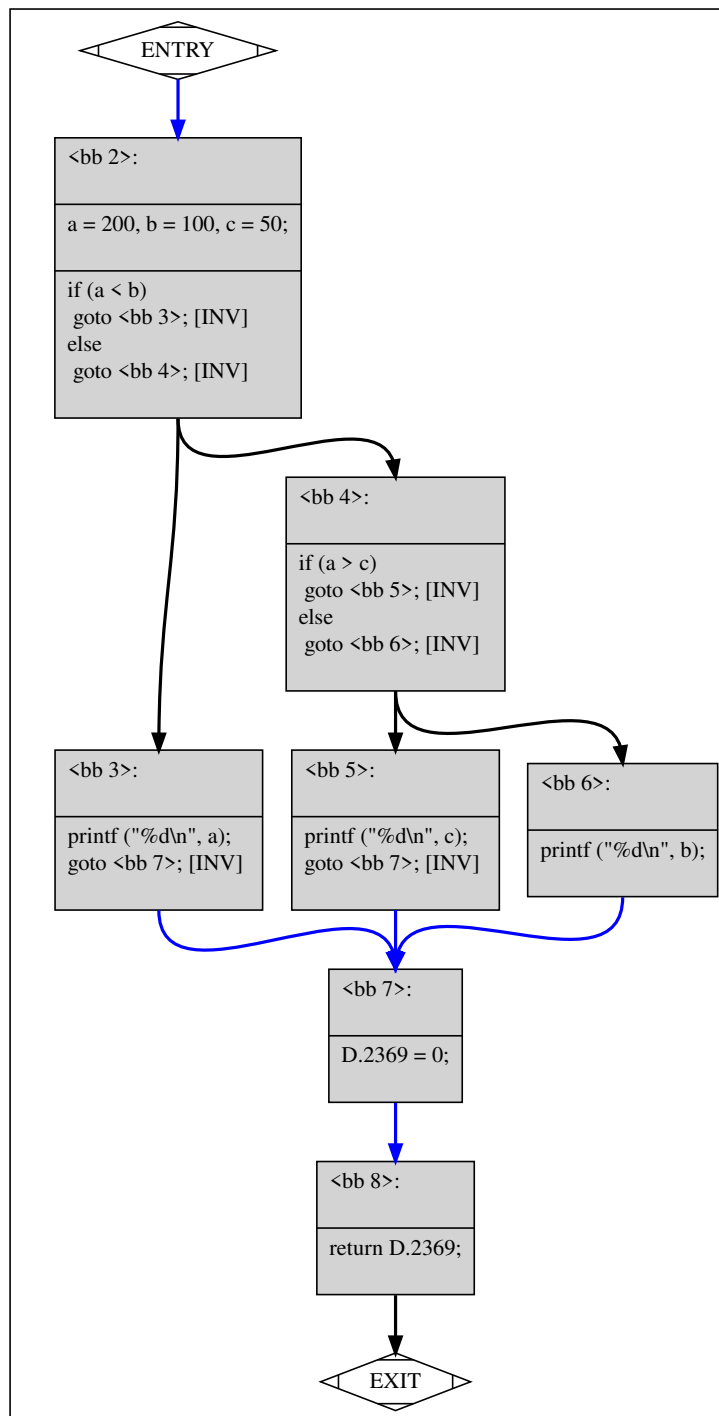 ENTRY
<bb 2>:
a = 200, b = 100, c = 50;
if (a < b)
goto <bb 3>; [INV]
else
goto <bb 4>; [INV]
<bb 4>:
if (a > c)
goto <bb 5>; [INV]
else
goto <bb 6>; [INV]
<bb 3>:
printf ("%d\n", a);
goto <bb 7>; [INV]
<bb 5>:
printf ("%d\n", c);
goto <bb 7>; [INV]
<bb 6>:
printf ("%d\n", b);
<bb 7>:
D.2369 = 0;
<bb 8>:
return D.2369;
EXIT